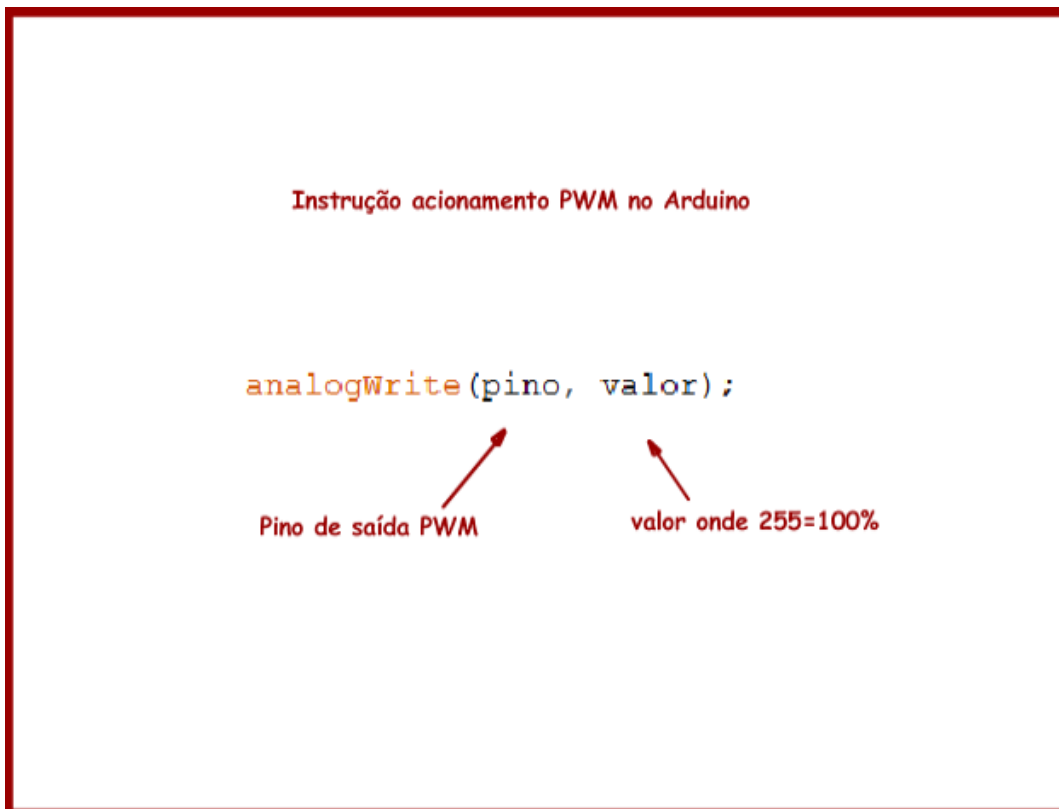 Instrução acionamento PWM no Arduino
analogWrite(pino, valor);
Pino de saída PWM
valor onde 255=100%